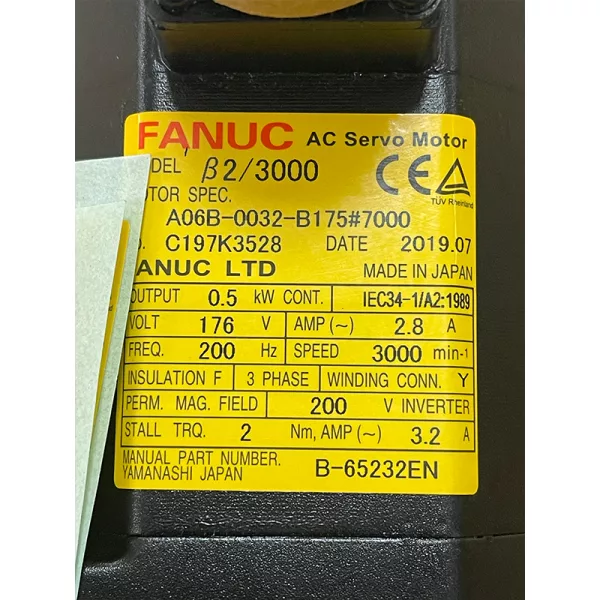 FANUC AC Servo Motor
MODEL β2/3000
MOTOR SPEC.
TÜV Rheinland
A06B-0032-B175#7000
. C197K3528 DATE 2019.07
FANUC LTD MADE IN JAPAN
OUTPUT 0.5 kW CONT. IEC34-1/A2:1989
VOLT 176 V AMP (~) 2.8 A
FREQ. 200 Hz SPEED 3000 min-¹
INSULATION F 3 PHASE WINDING CONN. Y
PERM. MAG. FIELD 200 V INVERTER
STALL TRQ. 2 Nm, AMP (~) 3.2 A
MANUAL PART NUMBER. B-65232EN
YAMANASHI JAPAN